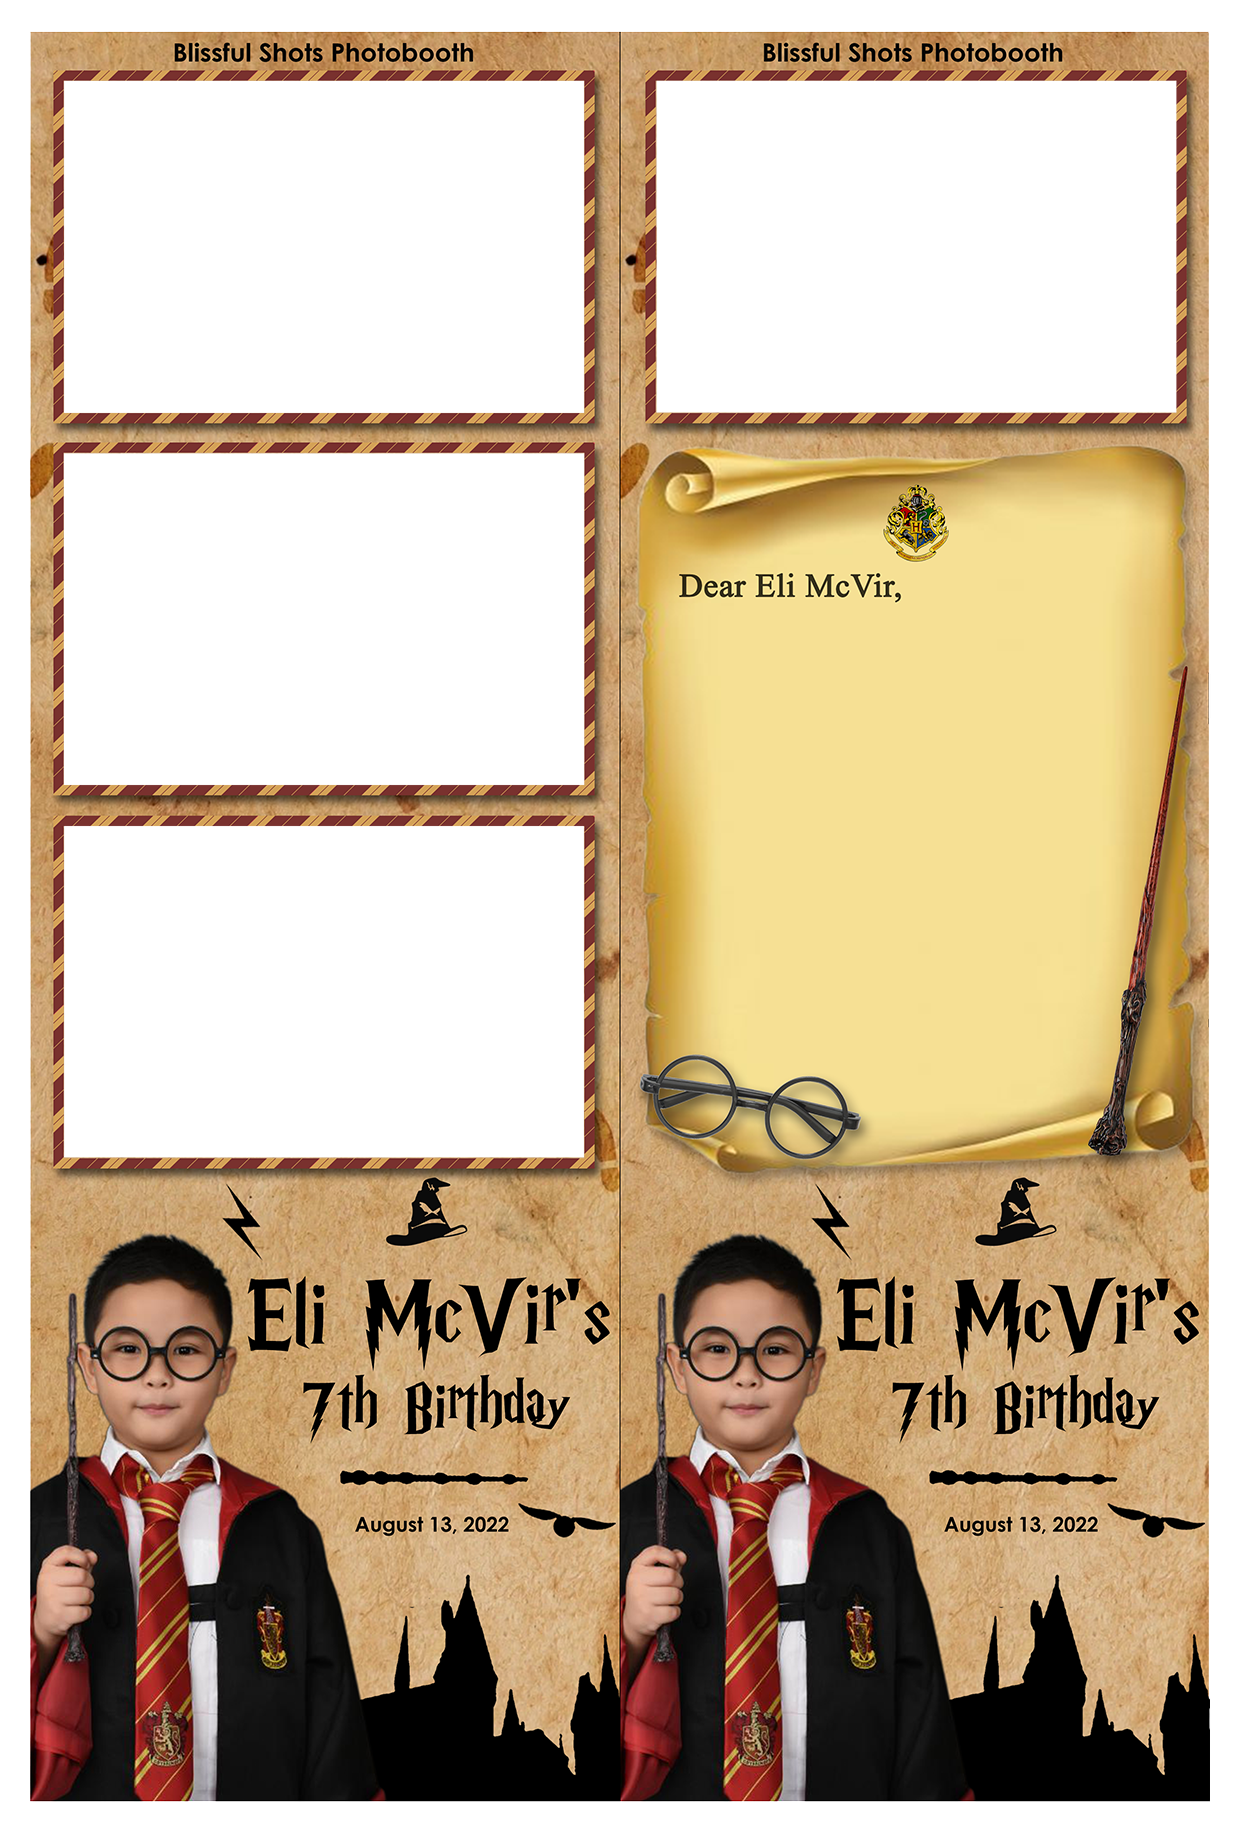 Blissful Shots Photobooth
Eli McVir's
7th Birthday
August 13, 2022
Blissful Shots Photobooth
H
Dear Eli McVir,
Eli McVir's
7th Birthday
August 13, 2022